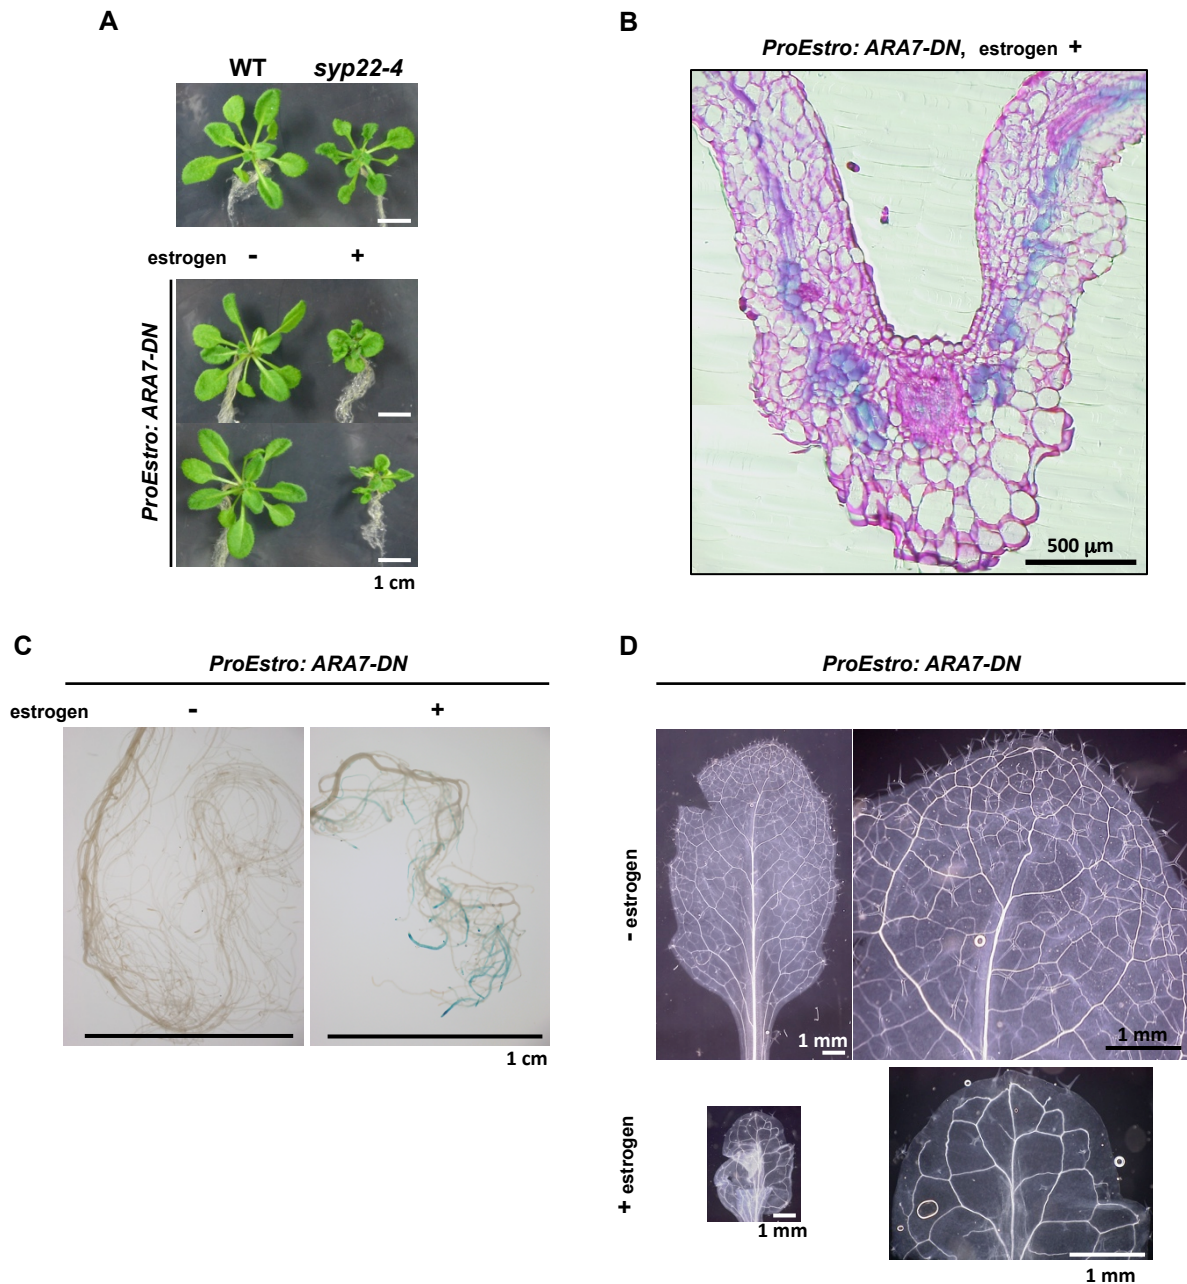 A
WT syp22-4
estrogen - +
ProEstro: ARA7-DN
1 cm
B
ProEstro: ARA7-DN, estrogen +
500 µm
C
ProEstro: ARA7-DN
estrogen - +
1 cm
D
ProEstro: ARA7-DN
- estrogen
1 mm
1 mm
+ estrogen
1 mm
1 mm